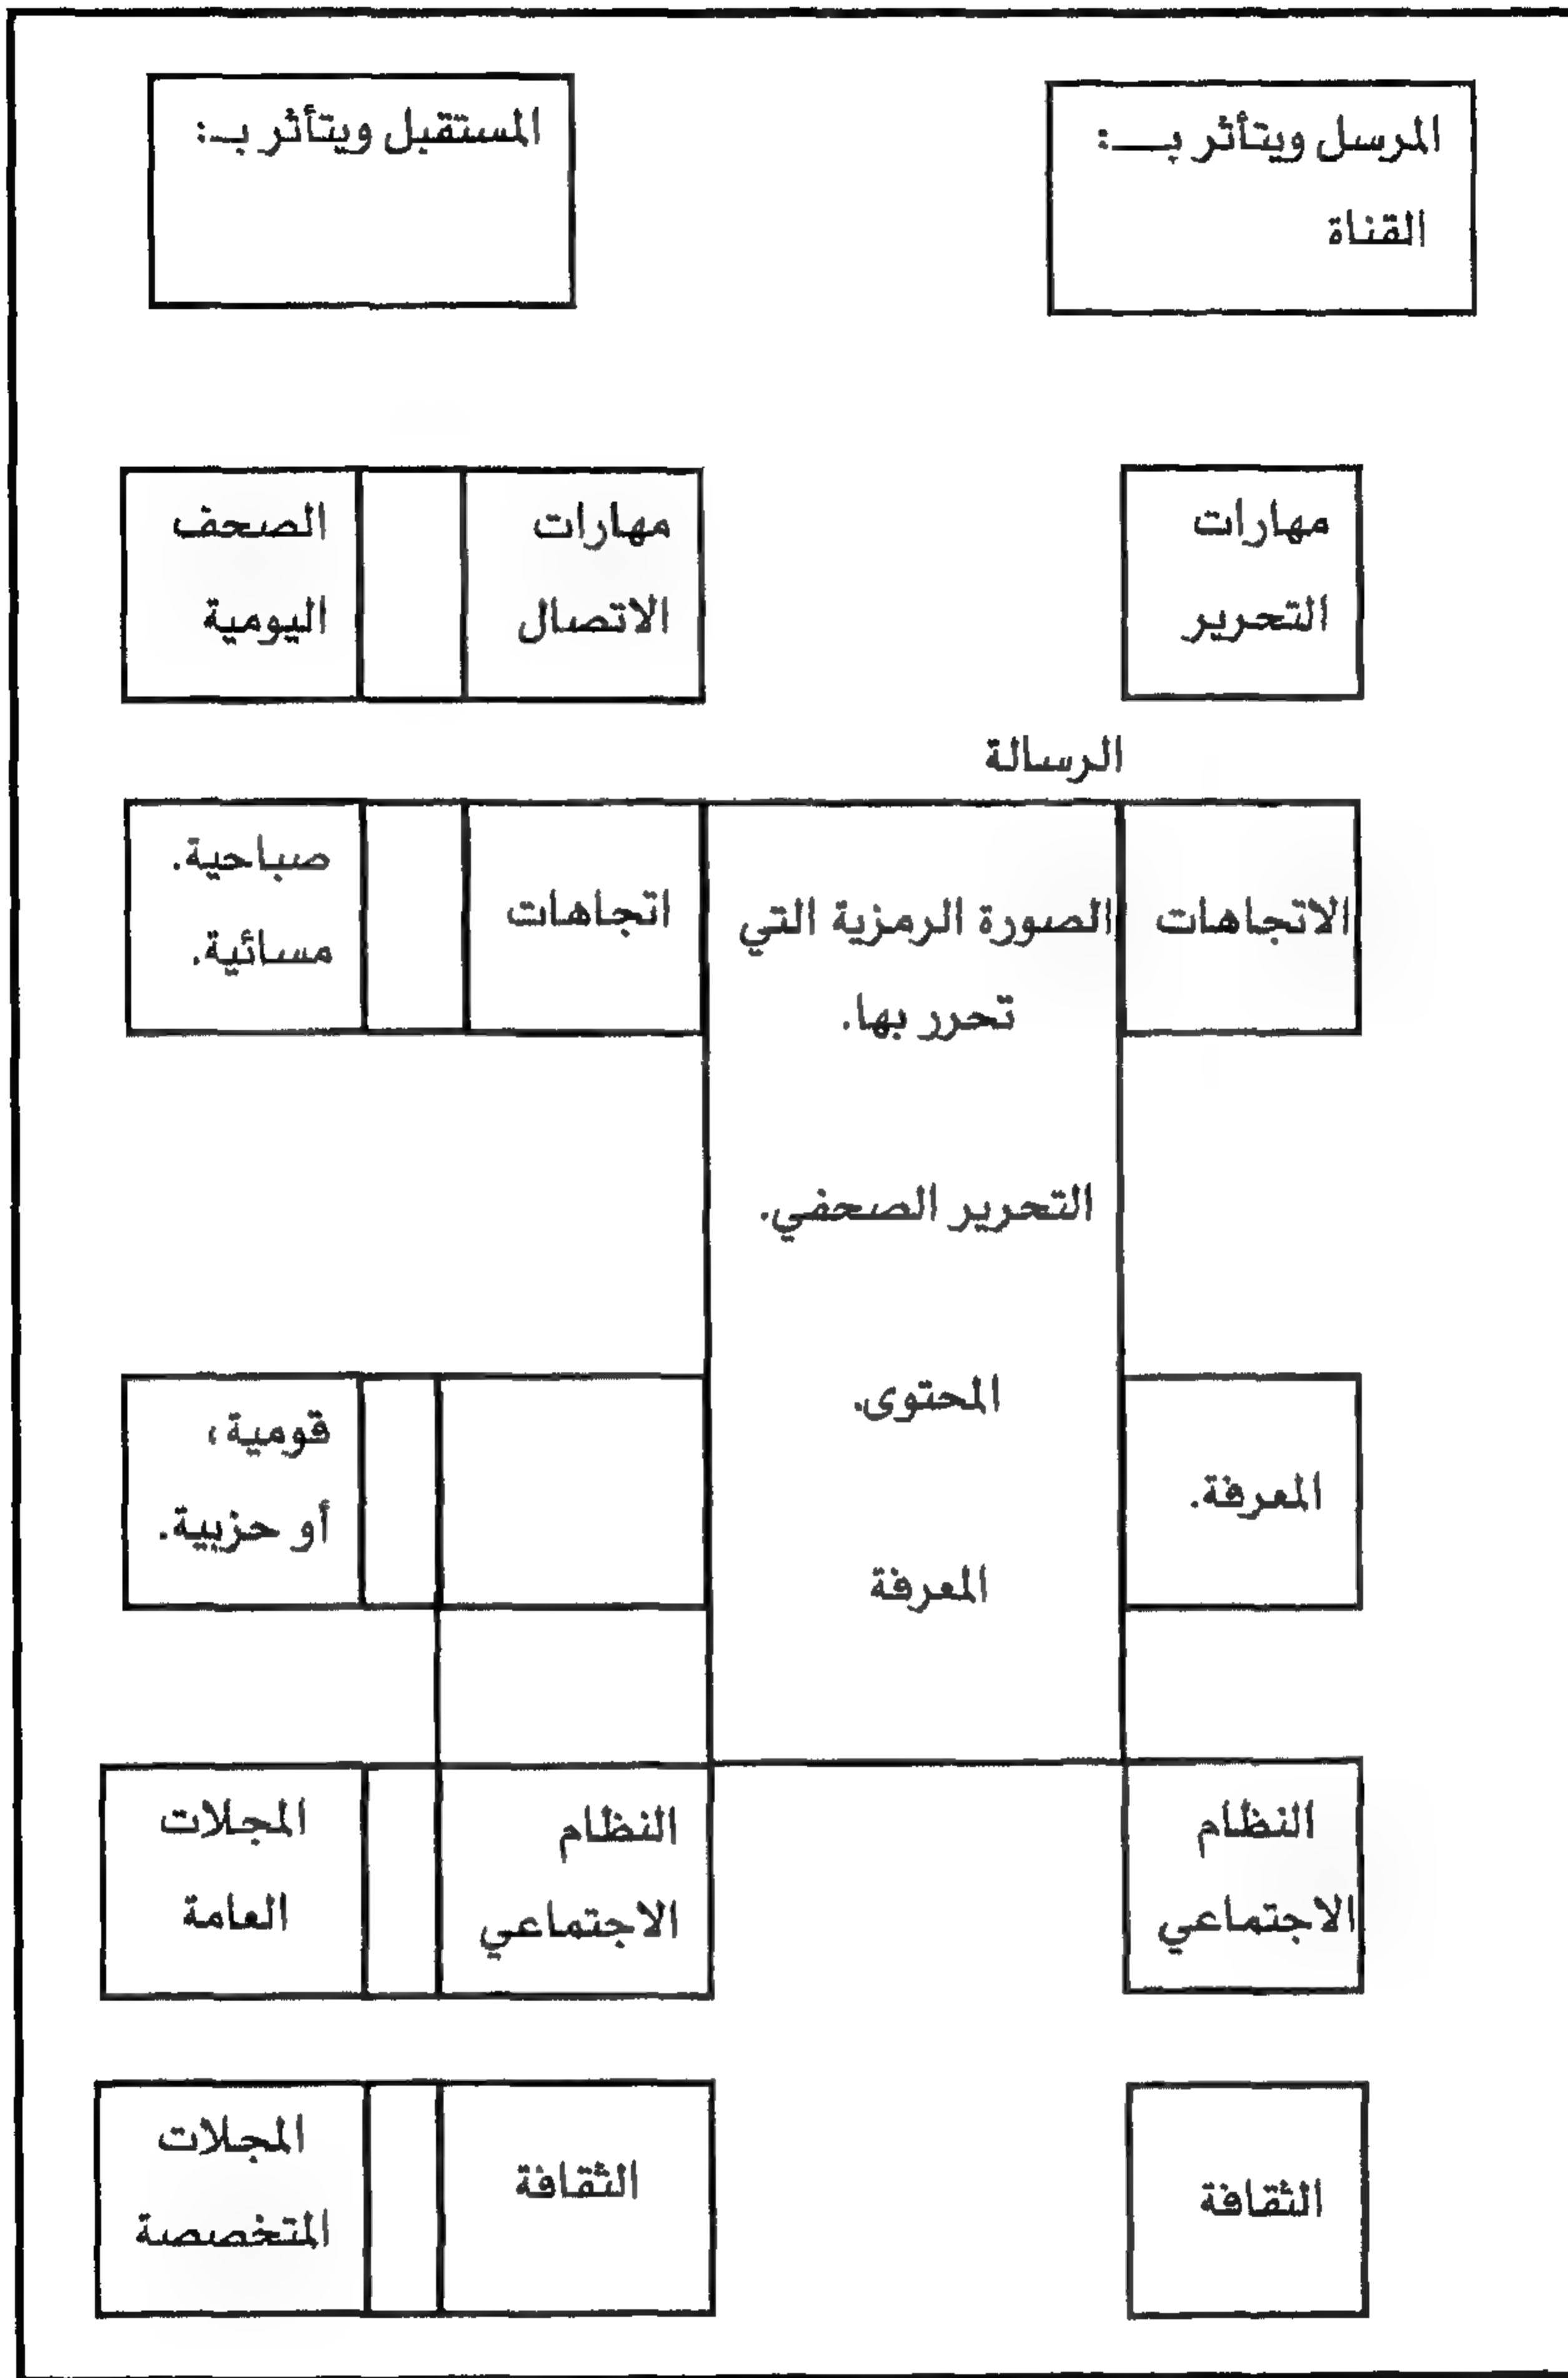 المرسل ويتأثر بـــ:
القناة
المستقبل ويتأثر بــ:
مهارات
التحرير
مهارات
الاتصال
الصحف
اليومية
الرسالة
الاتجاهات
الصورة الرمزية التي
تحرر بها.
التحرير الصحفي.
المحتوى.
المعرفة
اتجاهات
صباحية.
مسائية.
المعرفة.
قومية،
أو حزبية.
النظام
الاجتماعي
النظام
الاجتماعي
المجلات
العامة
الثقافة
الثقافة
المجلات
المتخصصة